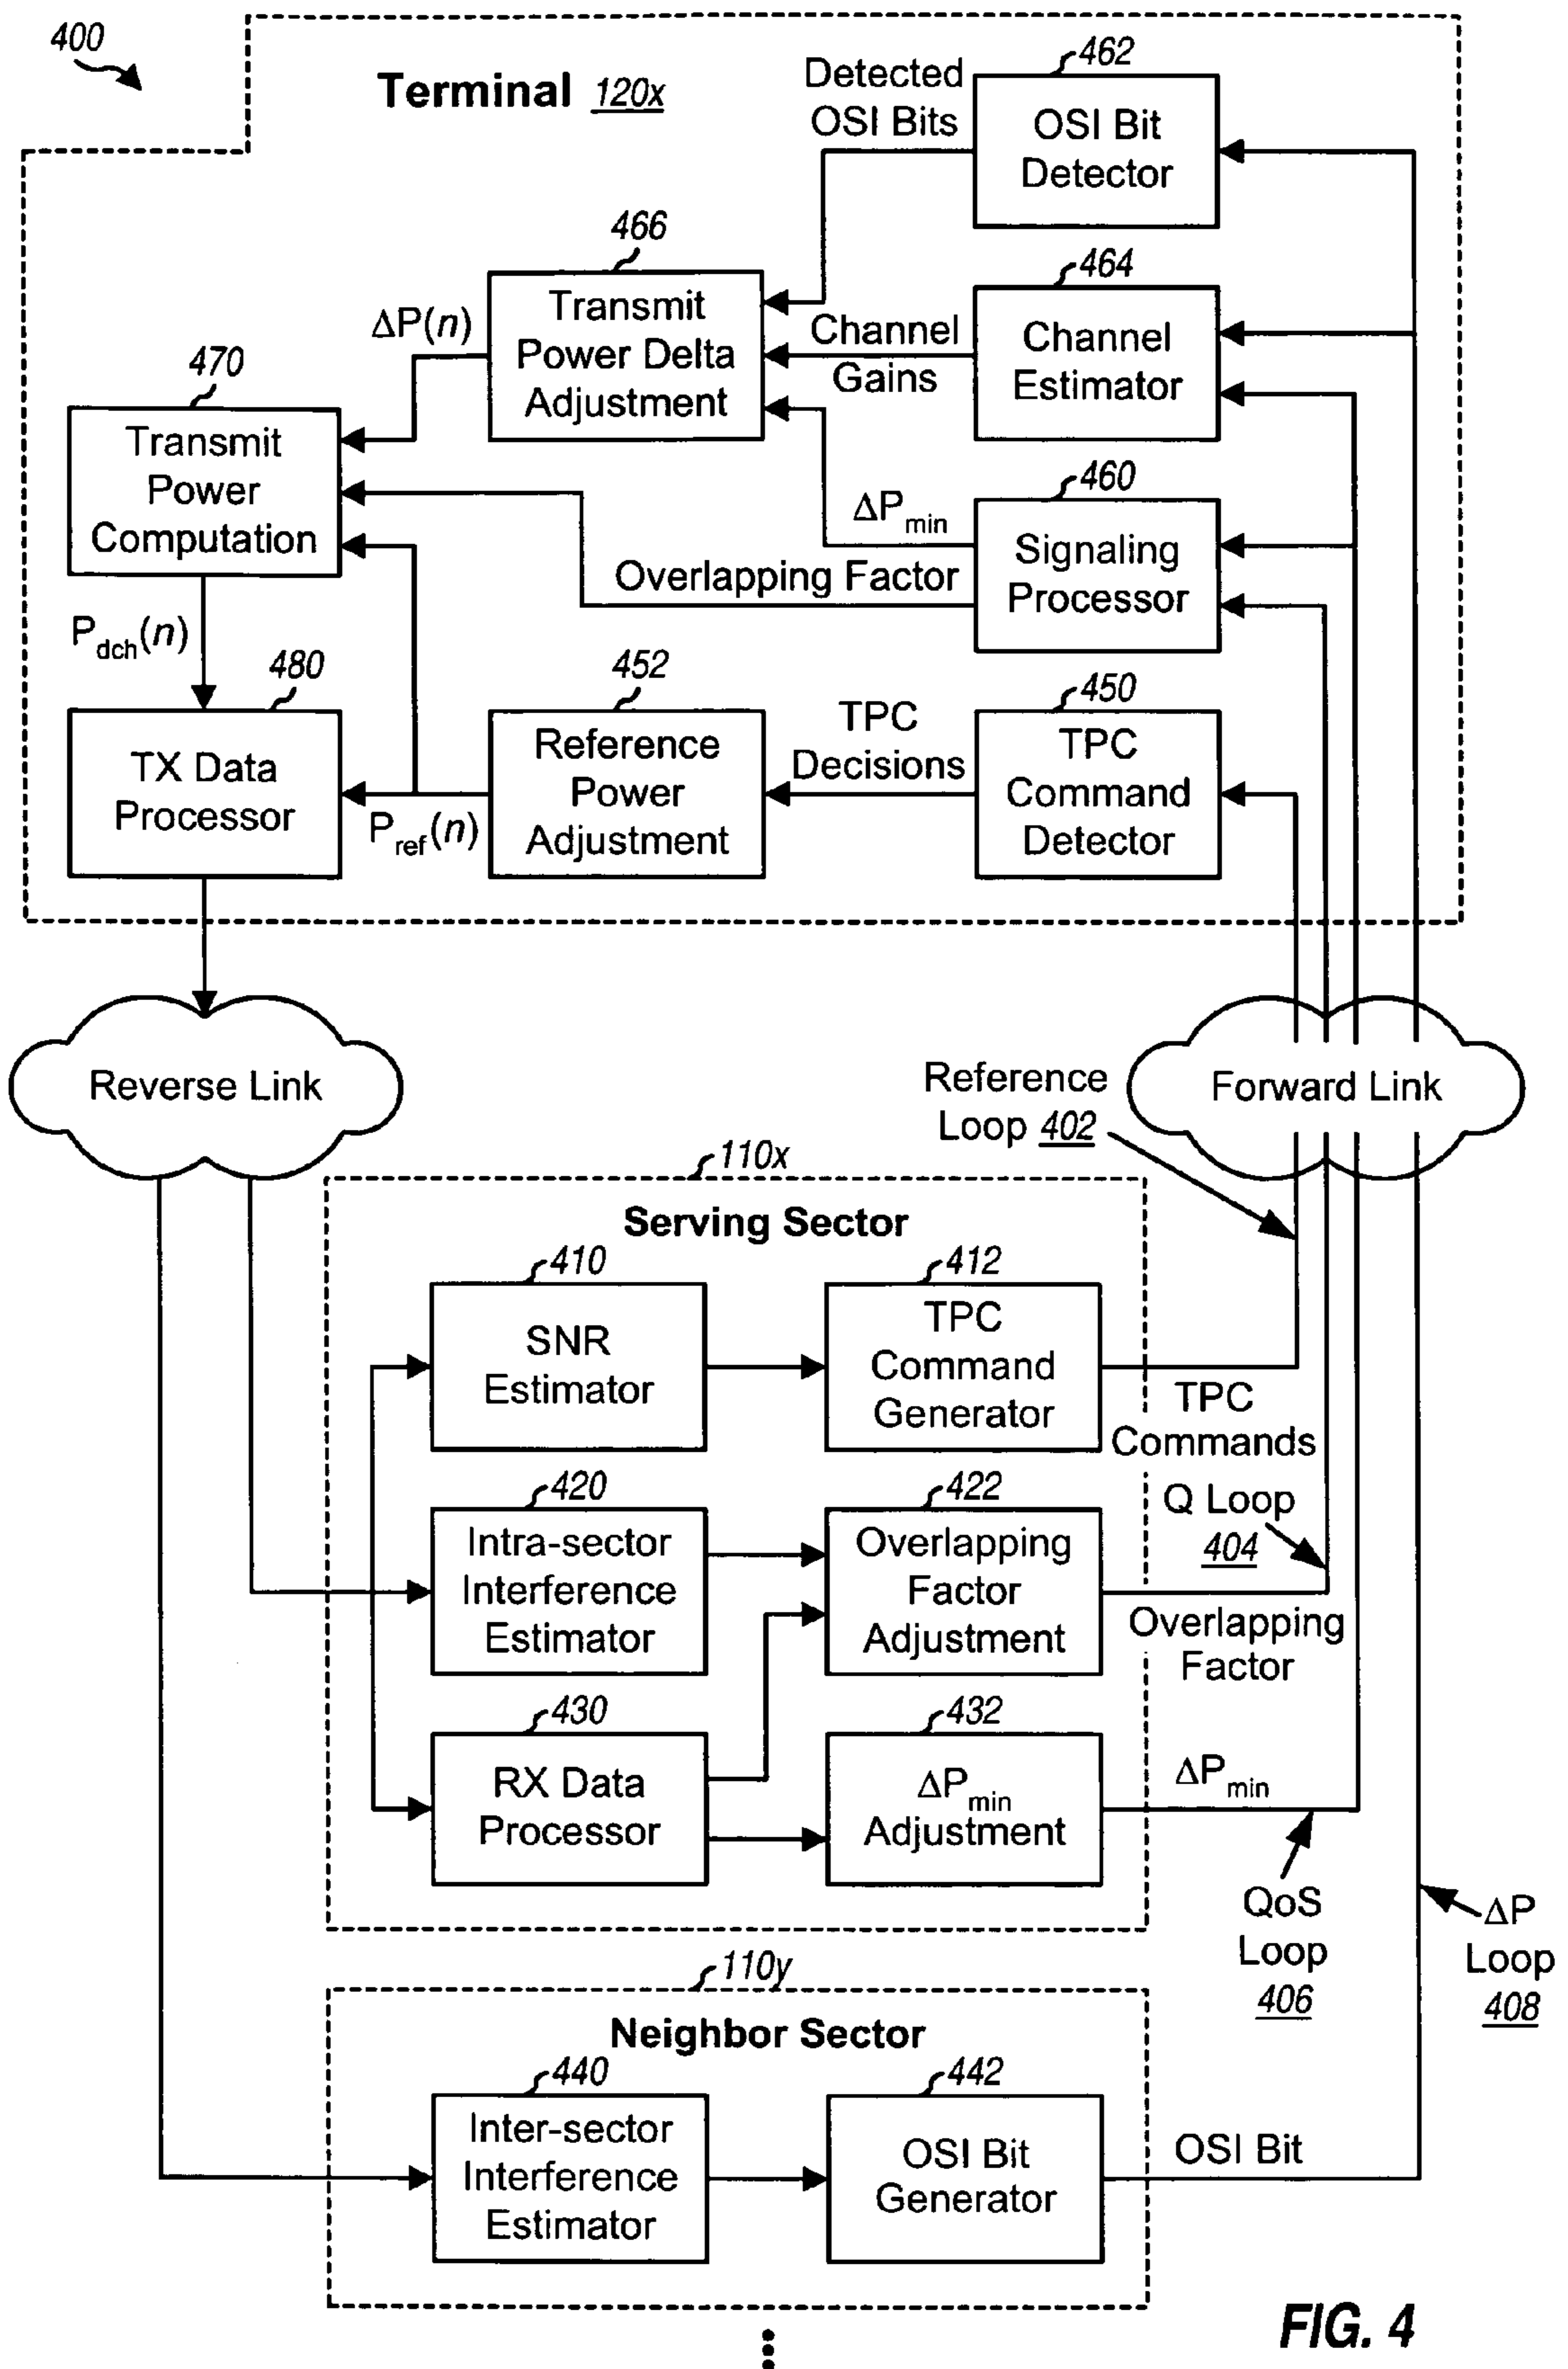 400
Terminal 120x
Detected
OSI Bits
462
OSI Bit
Detector
466
Transmit
Power Delta
Adjustment
ΔP(n)
Channel
Gains
464
Channel
Estimator
470
Transmit
Power
Computation
ΔPmin
460
Signaling
Processor
Overlapping Factor
Pdch(n)
480
TX Data
Processor
452
Reference
Power
Adjustment
Pref(n)
TPC
Decisions
450
TPC
Command
Detector
Reverse Link
Forward Link
Reference
Loop 402
110x
Serving Sector
410
SNR
Estimator
412
TPC
Command
Generator
TPC
Commands
420
Intra-sector
Interference
Estimator
422
Overlapping
Factor
Adjustment
Q Loop
404
Overlapping
Factor
430
RX Data
Processor
432
ΔPmin
Adjustment
ΔPmin
QoS
Loop
406
ΔP
Loop
408
110y
Neighbor Sector
440
Inter-sector
Interference
Estimator
442
OSI Bit
Generator
OSI Bit
FIG. 4